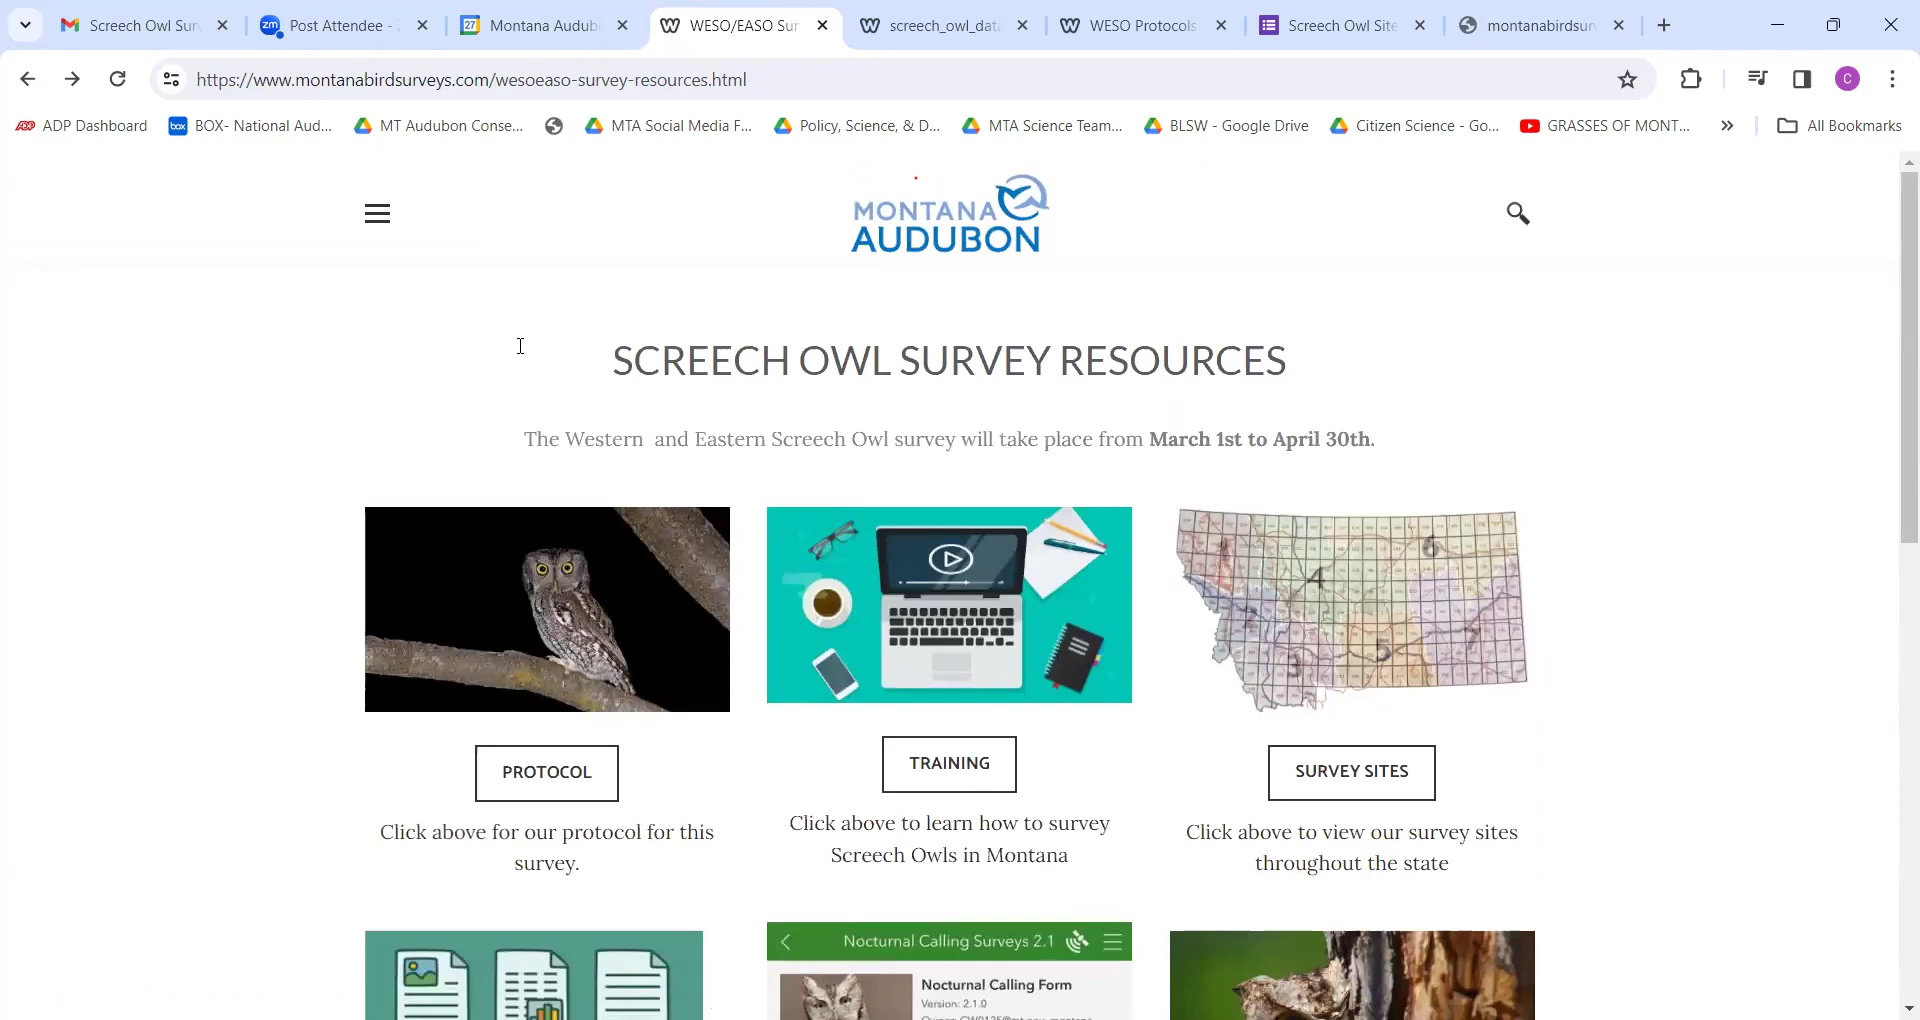 Screech Owl Sur
Post Attendee -
27
Montana Audub
WESO/EASO Sur
screech_owl_data
WESO Protocols
Screech Owl Site
montanabirdsur
https://www.montanabirdsurveys.com/wesoeaso-survey-resources.html
C
ADP Dashboard
box
BOX- National Aud...
MT Audubon Conse...
MTA Social Media F...
Policy, Science, & D...
MTA Science Team...
BLSW - Google Drive
Citizen Science - Go...
GRASSES OF MONT...
All Bookmarks
MONTANA
AUDUBON
SCREECH OWL SURVEY RESOURCES
The Western and Eastern Screech Owl survey will take place from March 1st to April 30th.
4
6
5
PROTOCOL
TRAINING
SURVEY SITES
Click above for our protocol for this
survey.
Click above to learn how to survey
Screech Owls in Montana
Click above to view our survey sites
throughout the state
Nocturnal Calling Surveys 2.1
Nocturnal Calling Form
Version: 2.1.0